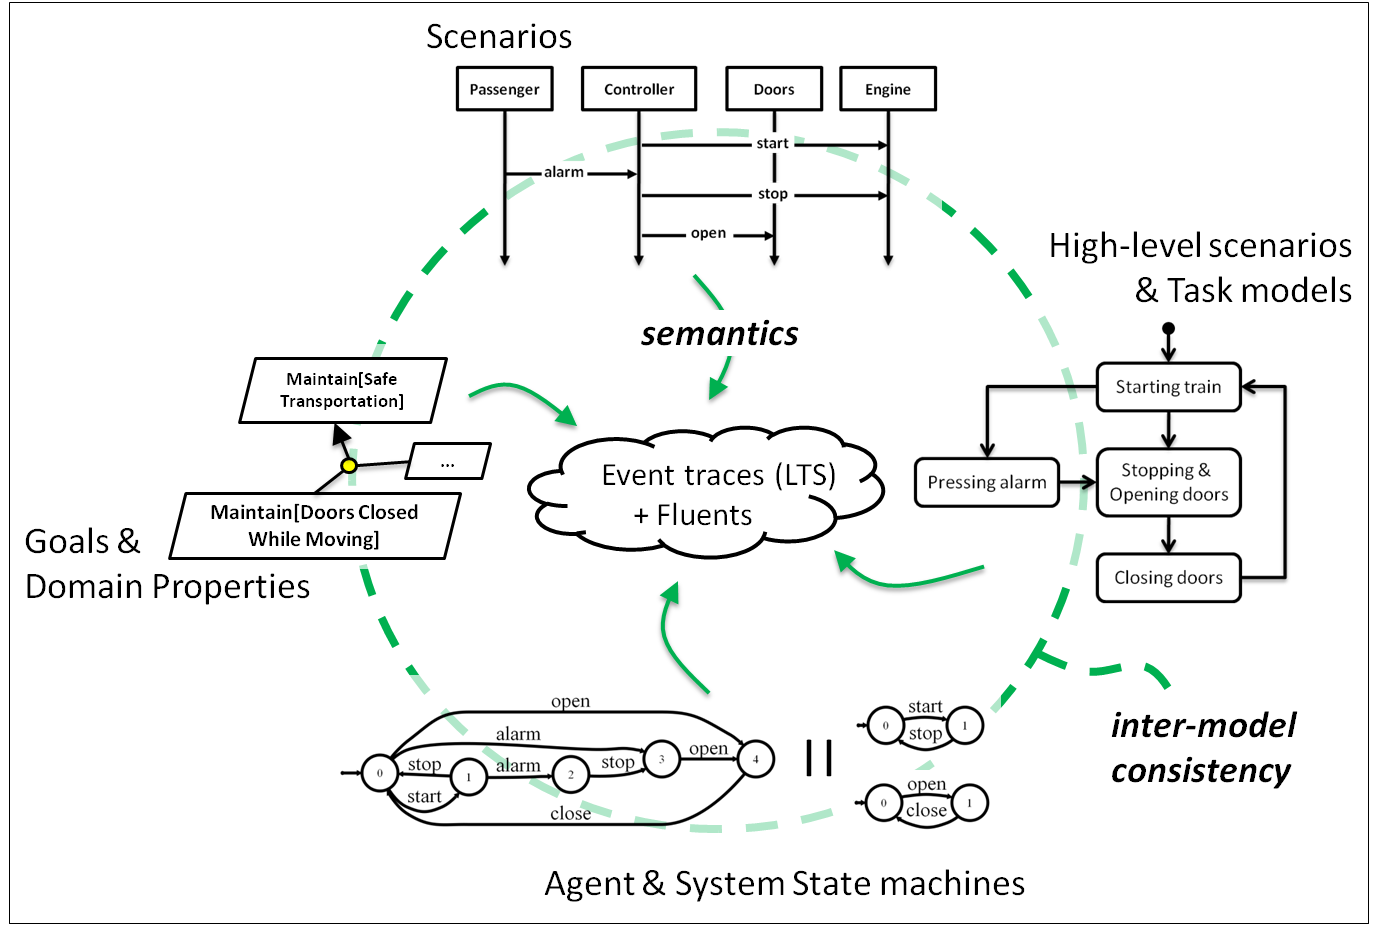 Scenarios
Passenger
Controller
Doors
Engine
start
alarm
stop
open
High-level scenarios
& Task models
semantics
Starting train
Pressing alarm
Stopping &
Opening doors
Closing doors
Maintain[Safe
Transportation]
...
Maintain[Doors Closed
While Moving]
Goals &
Domain Properties
Event traces (LTS)
+ Fluents
inter-model
consistency
open
alarm
stop
alarm
stop
open
start
close
0
1
2
3
4
||
start
0
1
stop
open
0
1
close
Agent & System State machines